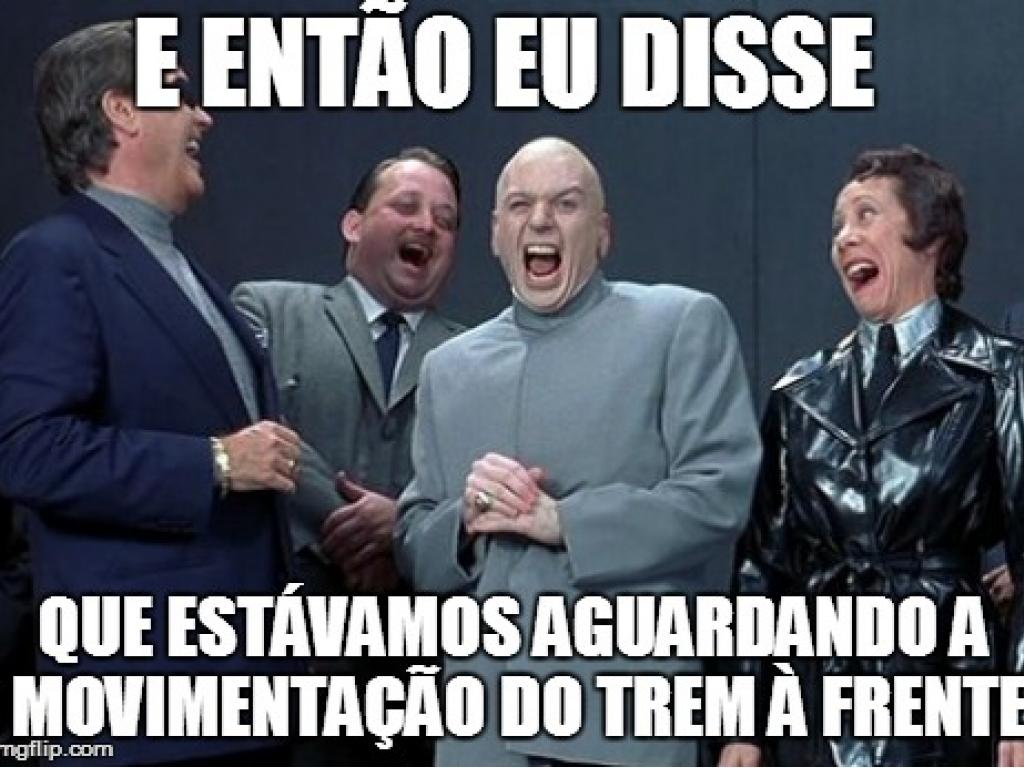 E ENTÃO EU DISSE
QUE ESTÁVAMOS AGUARDANDO A
MOVIMENTAÇÃO DO TREM À FRENTE
mgflip.com